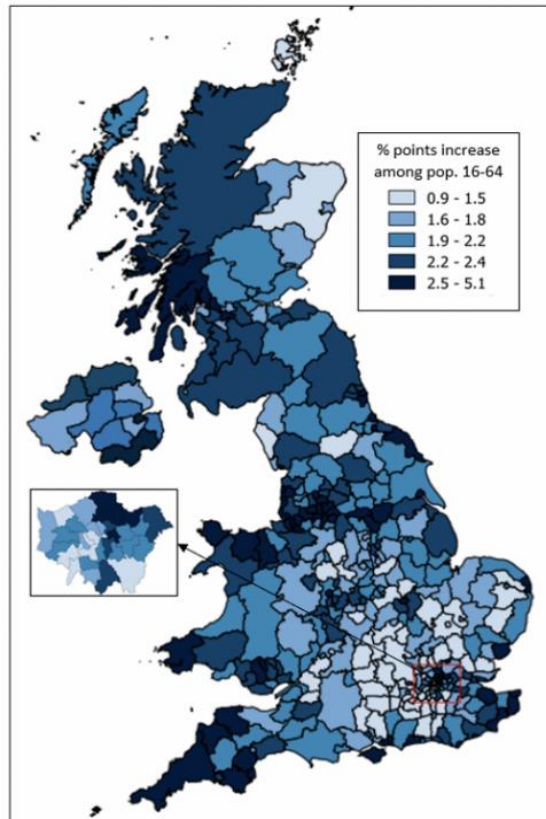 % points increase
among pop. 16-64
0.9 - 1.5
1.6 - 1.8
1.9 - 2.2
2.2 - 2.4
2.5 - 5.1